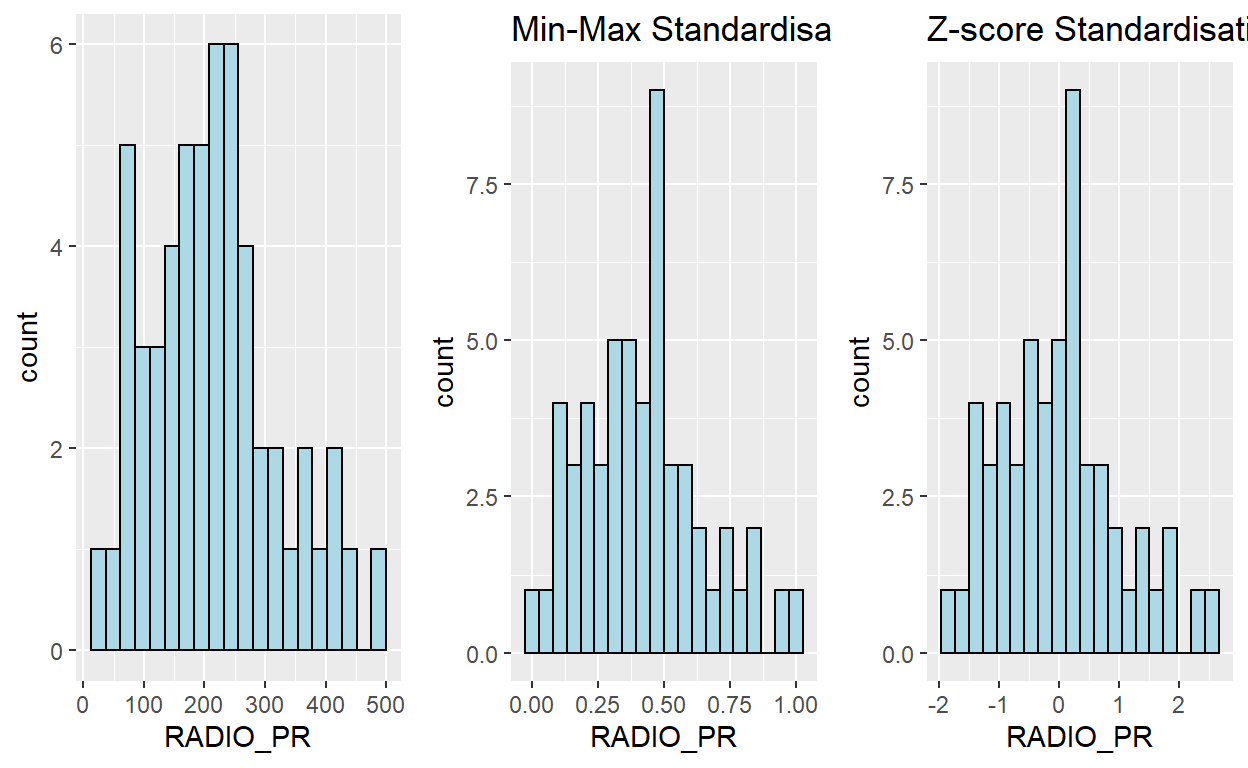 6
4
2
0
count
0 100 200 300 400 500
RADIO_PR
Min-Max Standardisa
7.5
5.0
2.5
0.0
count
0.00 0.25 0.50 0.75 1.00
RADIO_PR
Z-score Standardisati
7.5
5.0
2.5
0.0
count
-2 -1 0 1 2
RADIO_PR